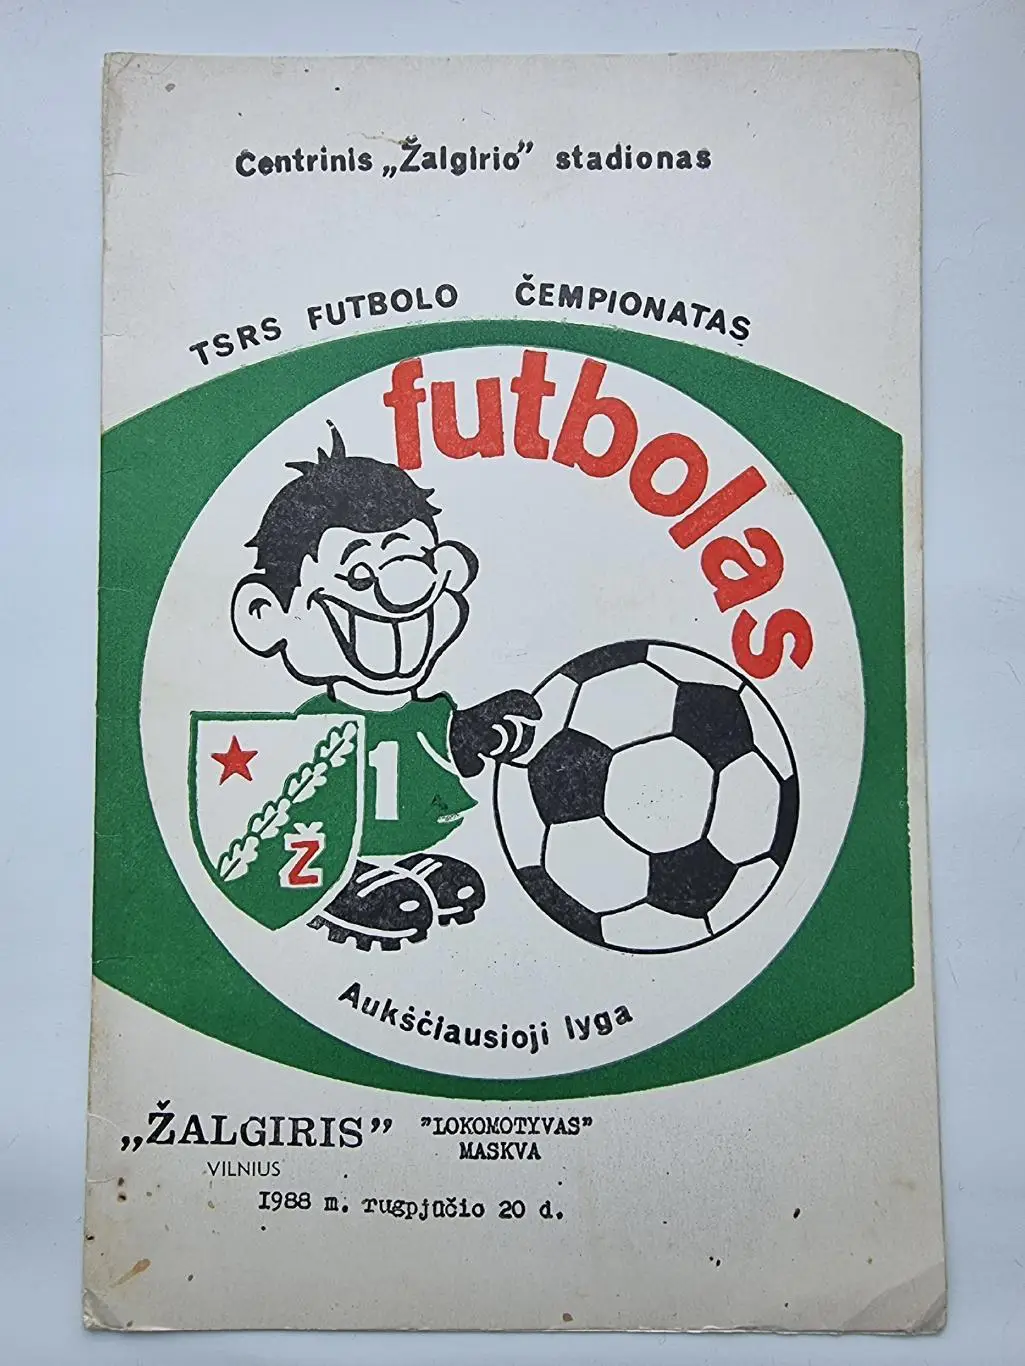 Centrinis „Žalgirio” stadionas
TSRS FUTBOLO ČEMPIONATAS
futbolas
1
Ž
Aukščiausioji lyga
„ŽALGIRIS” "LOKOMOTYVAS"
VILNIUS MASKVA
1988 m. rugpjūčio 20 d.